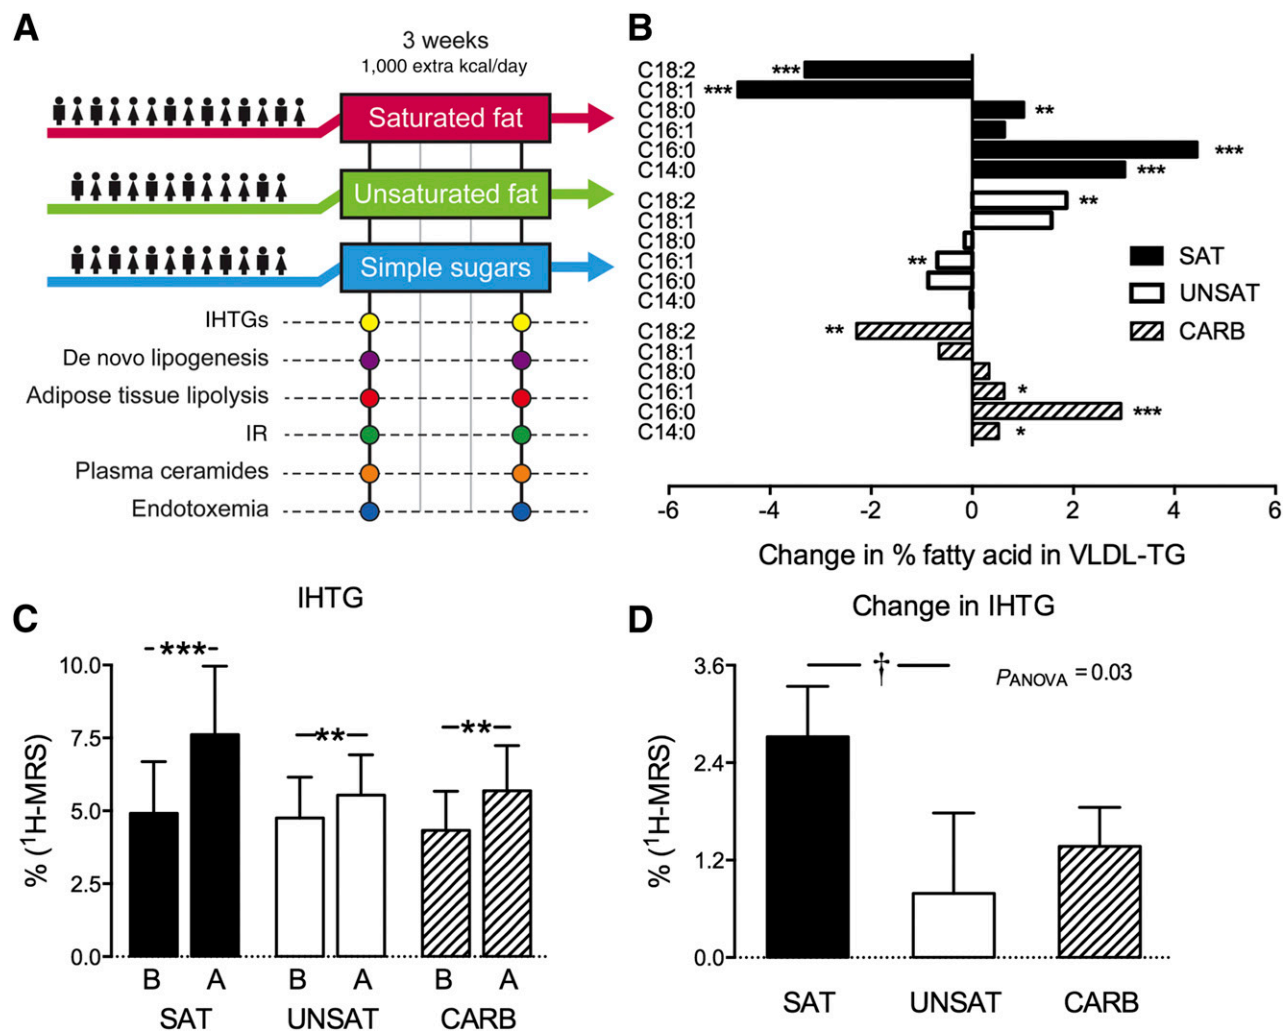 A
3 weeks
1,000 extra kcal/day
Saturated fat
Unsaturated fat
Simple sugars
IHTGs
De novo lipogenesis
Adipose tissue lipolysis
IR
Plasma ceramides
Endotoxemia
B
C18:2 ***
C18:1 ***
C18:0 **
C16:1
C16:0 ***
C14:0 ***
C18:2 **
C18:1
C18:0
C16:1 **
C16:0
C14:0
C18:2 **
C18:1
C18:0
C16:1 *
C16:0 ***
C14:0 *
SAT
UNSAT
CARB
-6 -4 -2 0 2 4 6
Change in % fatty acid in VLDL-TG
C
IHTG
% (¹H-MRS)
10.0
7.5
5.0
2.5
0.0
-***-
**
**
B A B A B A
SAT UNSAT CARB
D
Change in IHTG
% (¹H-MRS)
3.6
2.4
1.2
0.0
†
PANOVA = 0.03
SAT UNSAT CARB